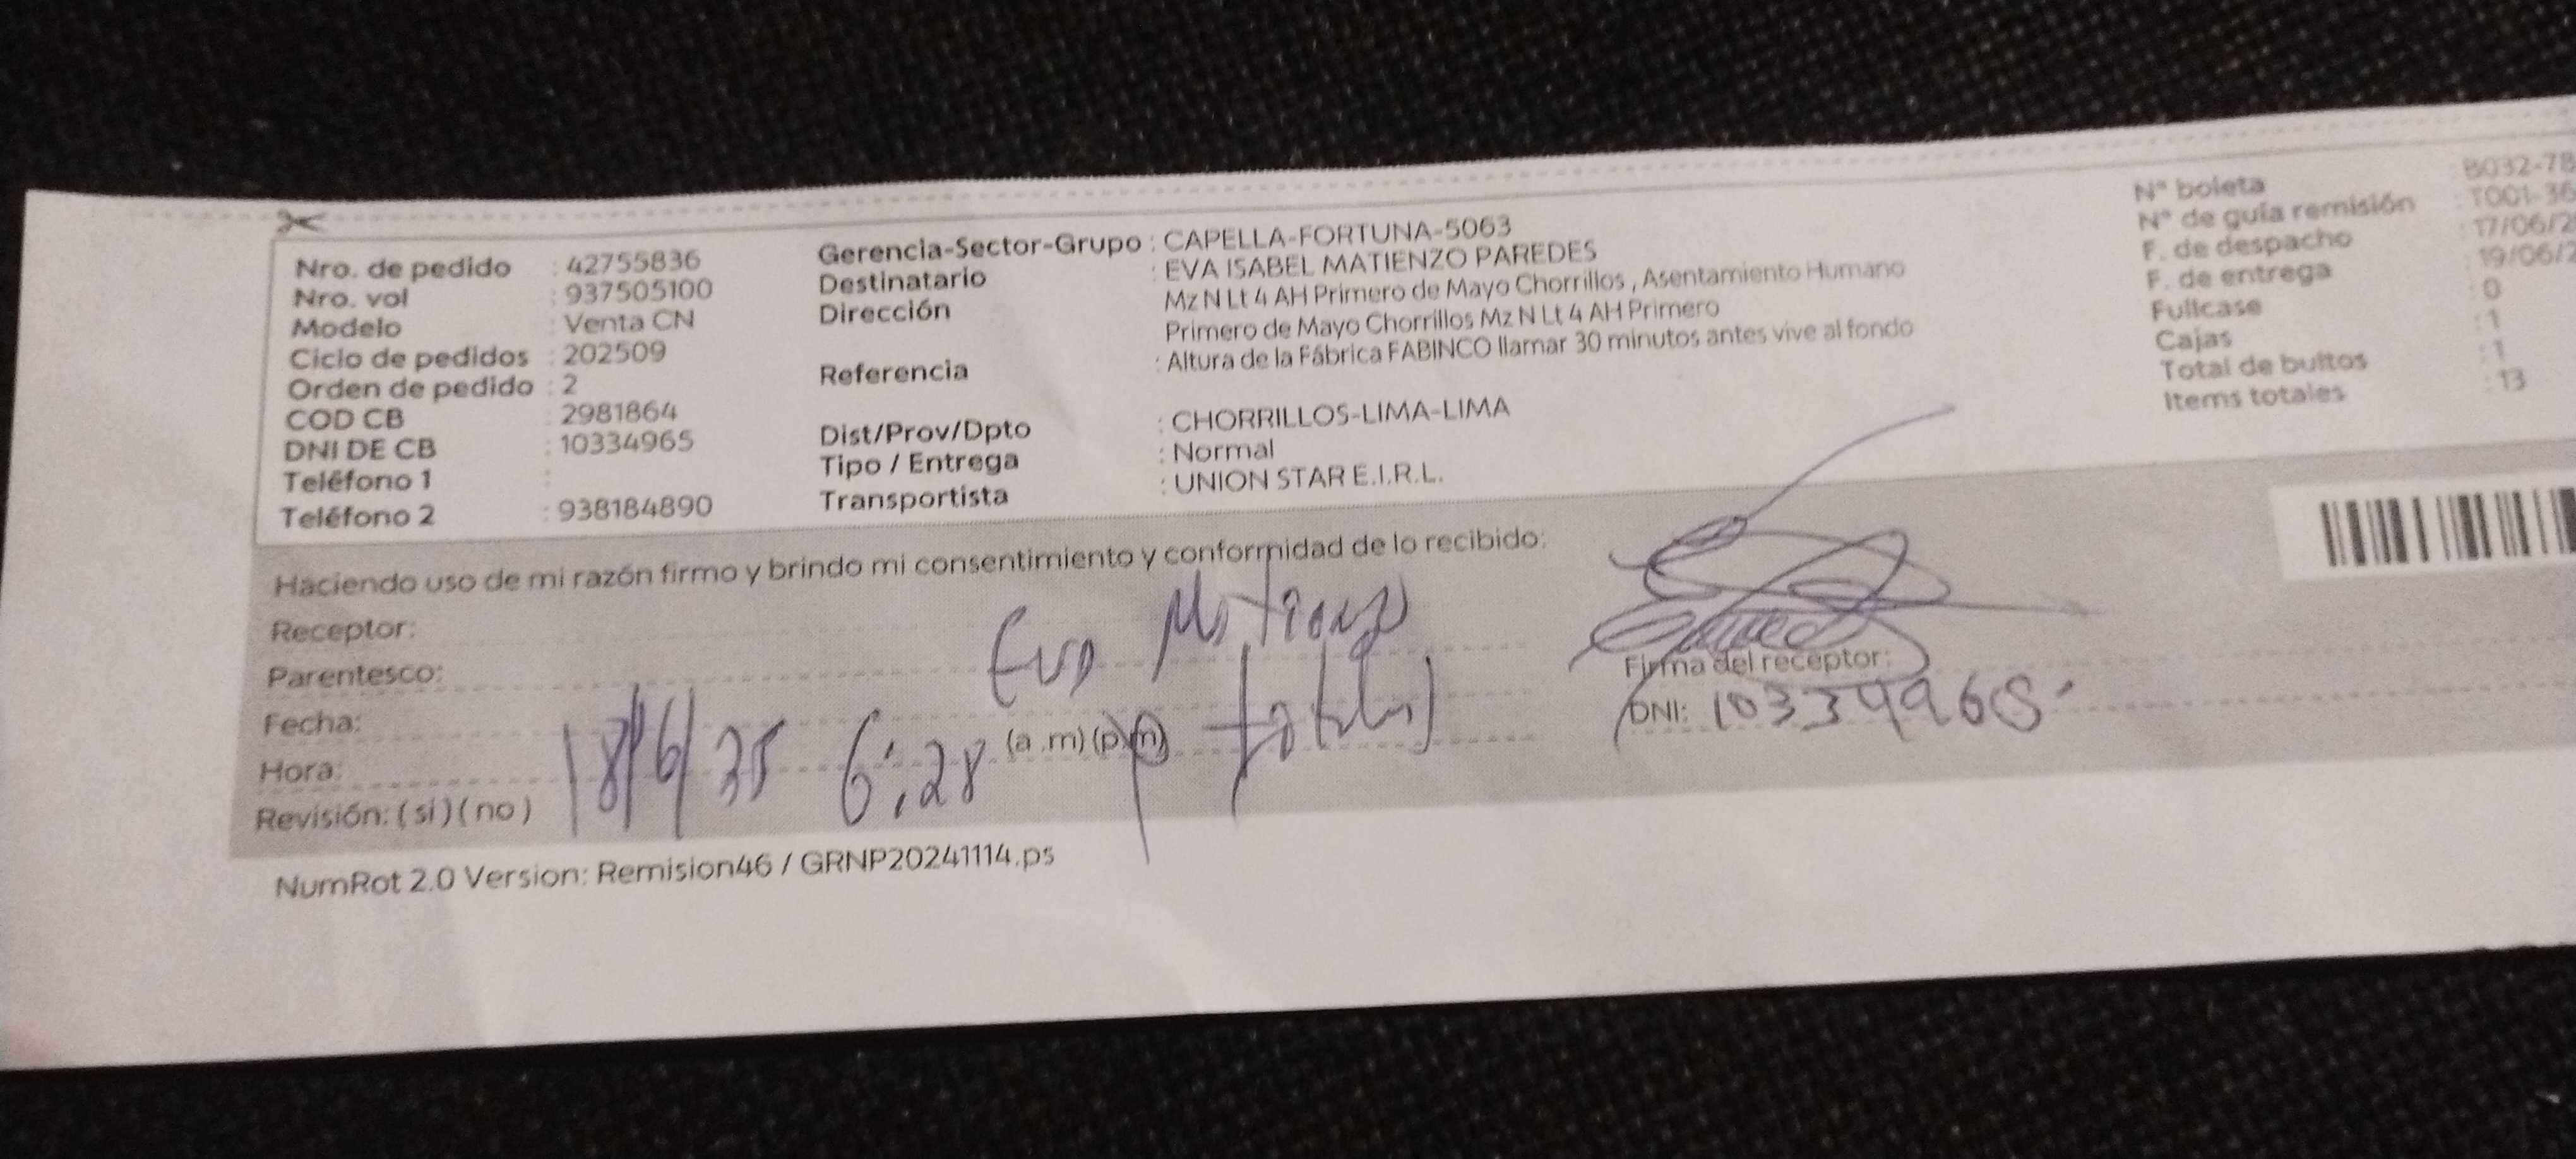 Nro. de pedido : 42755836
Nro. vol : 937505100
Modelo : Venta CN
Ciclo de pedidos : 202509
Orden de pedido : 2
COD CB : 2981864
DNI DE CB : 10334965
Teléfono 1 :
Teléfono 2 : 938184890
Gerencia-Sector-Grupo : CAPELLA-FORTUNA-5063
Destinatario : EVA ISABEL MATIENZO PAREDES
Dirección Mz N Lt 4 AH Primero de Mayo Chorrillos , Asentamiento Humano
Primero de Mayo Chorrillos Mz N Lt 4 AH Primero
Referencia : Altura de la Fábrica FABINCO llamar 30 minutos antes vive al fondo
Dist/Prov/Dpto : CHORRILLOS-LIMA-LIMA
Tipo / Entrega : Normal
Transportista : UNION STAR E.I.R.L.
N° boleta : B032-78
N° de guía remisión : T001-36
F. de despacho : 17/06/2
F. de entrega : 19/06/2
Fullcase : 0
Cajas : 1
Total de bultos : 1
Items totales : 13
Haciendo uso de mi razón firmo y brindo mi consentimiento y conformidad de lo recibido:
Receptor: Eva Matienzo
Parentesco:
Fecha:
Hora: 6:28 (a.m) (p.m)
Revisión: ( si ) ( no )
Firma del receptor:
DNI: 10334965
NumRot 2.0 Version: Remision46 / GRNP20241114.ps